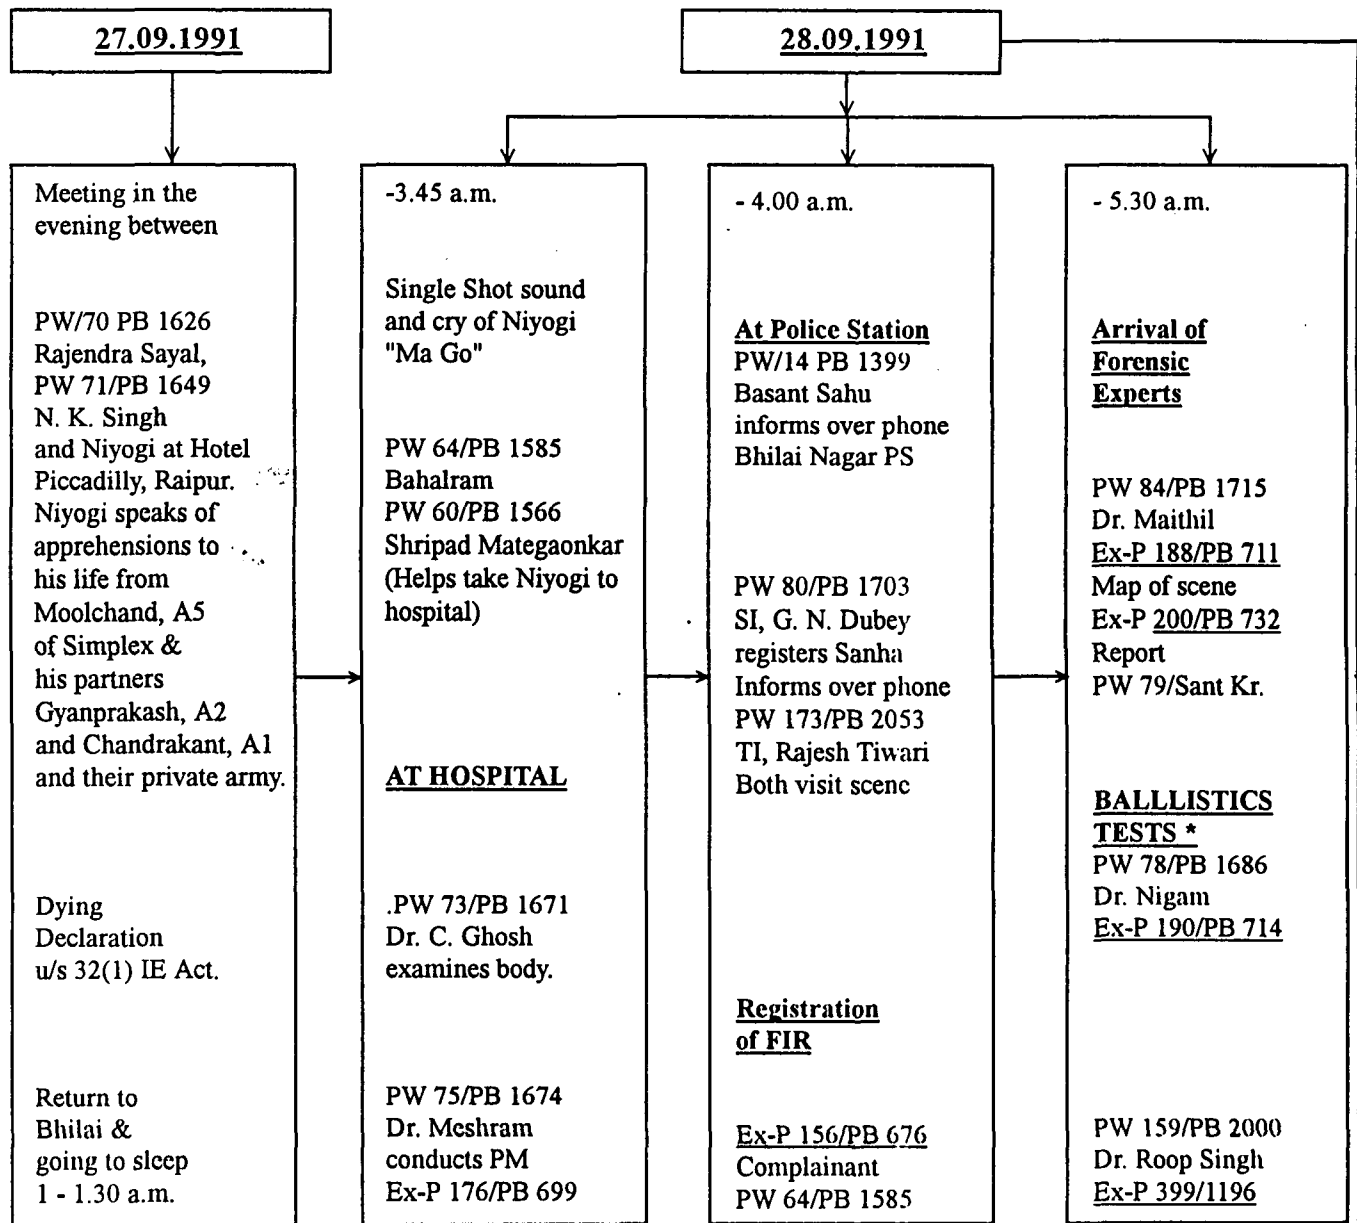 27.09.1991
28.09.1991
Meeting in the
evening between
PW/70 PB 1626
Rajendra Sayal,
PW 71/PB 1649
N. K. Singh
and Niyogi at Hotel
Piccadilly, Raipur.
Niyogi speaks of
apprehensions to
his life from
Moolchand, A5
of Simplex &
his partners
Gyanprakash, A2
and Chandrakant, A1
and their private army.
Dying
Declaration
u/s 32(1) IE Act.
Return to
Bhilai &
going to sleep
1 - 1.30 a.m.
-3.45 a.m.
Single Shot sound
and cry of Niyogi
"Ma Go"
PW 64/PB 1585
Bahalram
PW 60/PB 1566
Shripad Mategaonkar
(Helps take Niyogi to
hospital)
AT HOSPITAL
.PW 73/PB 1671
Dr. C. Ghosh
examines body.
PW 75/PB 1674
Dr. Meshram
conducts PM
Ex-P 176/PB 699
- 4.00 a.m.
At Police Station
PW/14 PB 1399
Basant Sahu
informs over phone
Bhilai Nagar PS
PW 80/PB 1703
SI, G. N. Dubey
registers Sanha
Informs over phone
PW 173/PB 2053
TI, Rajesh Tiwari
Both visit scene
Registration
of FIR
Ex-P 156/PB 676
Complainant
PW 64/PB 1585
- 5.30 a.m.
Arrival of
Forensic
Experts
PW 84/PB 1715
Dr. Maithil
Ex-P 188/PB 711
Map of scene
Ex-P 200/PB 732
Report
PW 79/Sant Kr.
BALLLISTICS
TESTS *
PW 78/PB 1686
Dr. Nigam
Ex-P 190/PB 714
PW 159/PB 2000
Dr. Roop Singh
Ex-P 399/1196